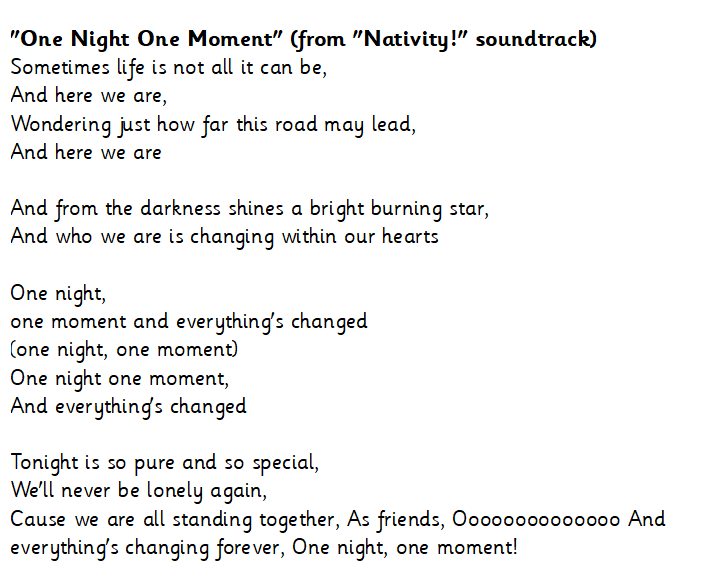 "One Night One Moment" (from "Nativity!" soundtrack)
Sometimes life is not all it can be,
And here we are,
Wondering just how far this road may lead,
And here we are

And from the darkness shines a bright burning star,
And who we are is changing within our hearts

One night,
one moment and everything's changed
(one night, one moment)
One night one moment,
And everything's changed

Tonight is so pure and so special,
We'll never be lonely again,
Cause we are all standing together, As friends, Oooooooooooooo And
everything's changing forever, One night, one moment!